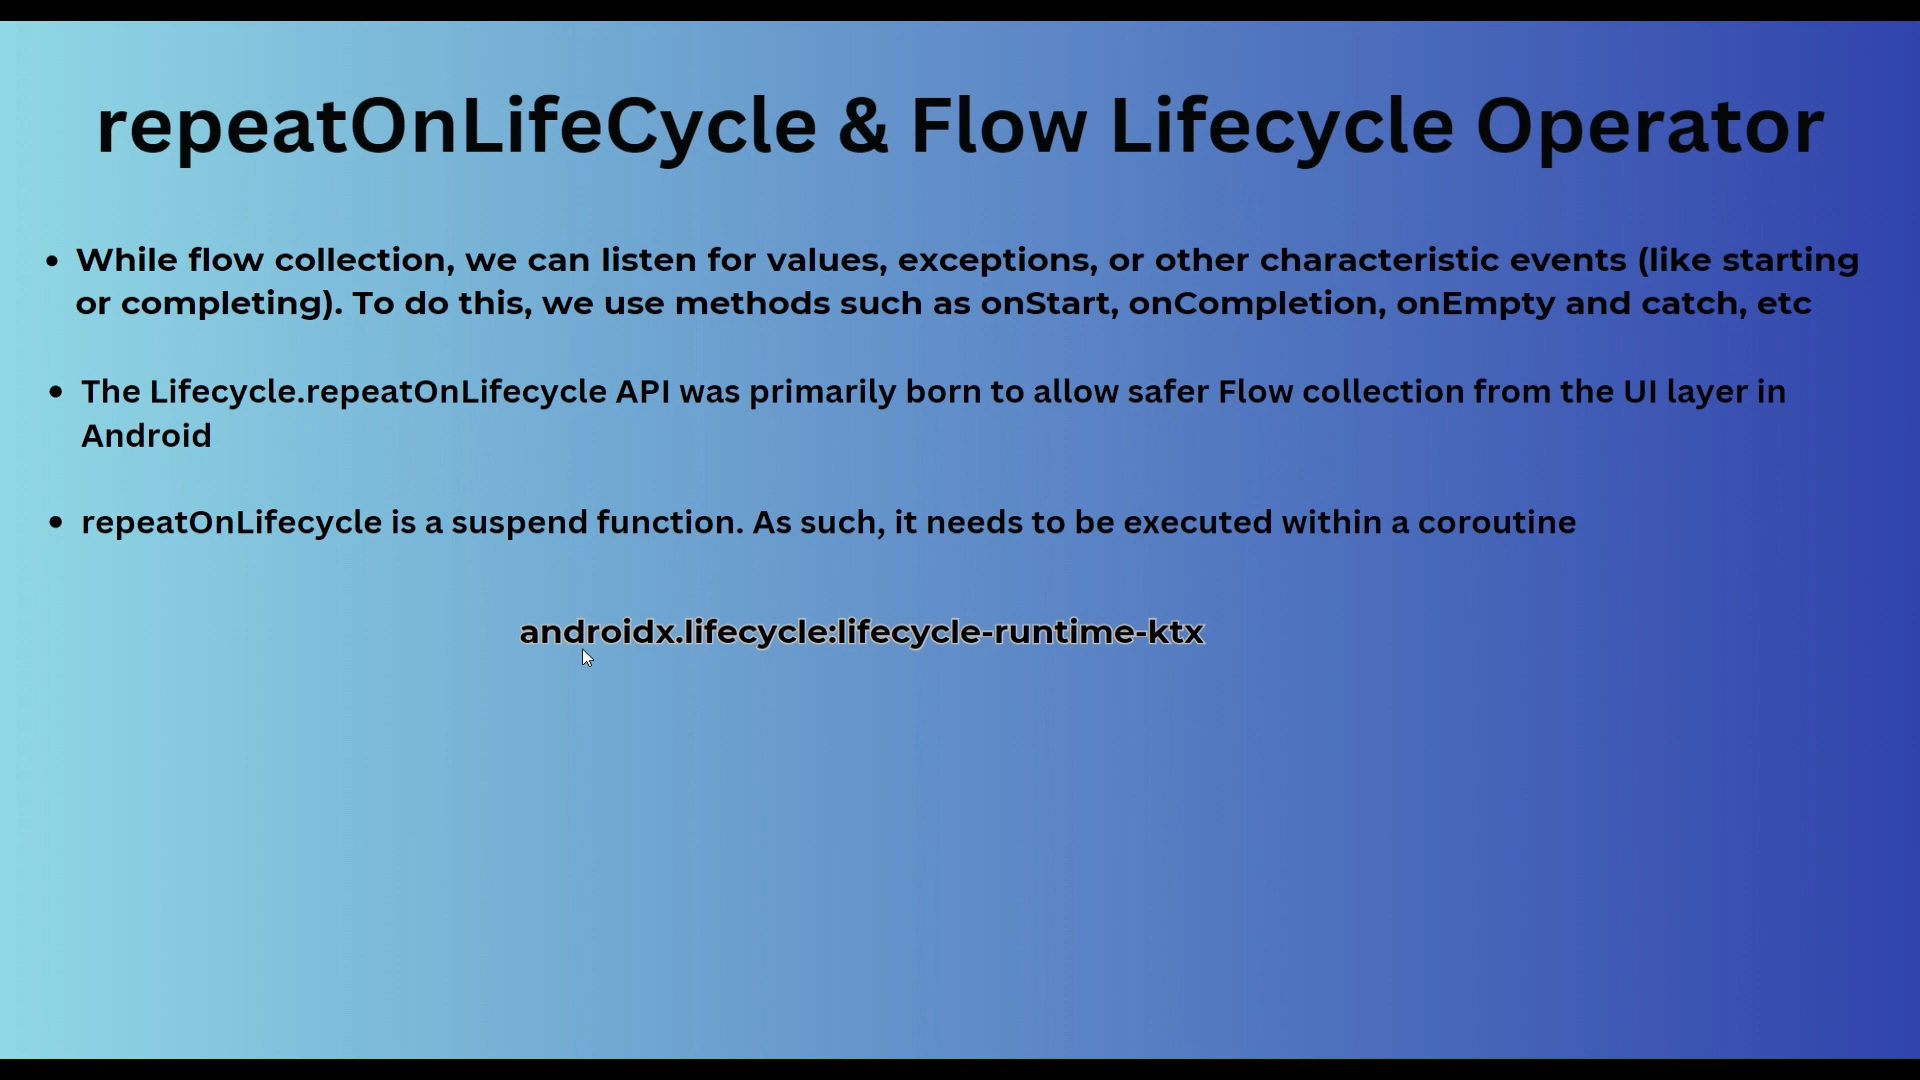 repeatOnLifeCycle & Flow Lifecycle Operator
• While flow collection, we can listen for values, exceptions, or other characteristic events (like starting
or completing). To do this, we use methods such as onStart, onCompletion, onEmpty and catch, etc
• The Lifecycle.repeatOnLifecycle API was primarily born to allow safer Flow collection from the UI layer in
Android
• repeatOnLifecycle is a suspend function. As such, it needs to be executed within a coroutine
androidx.lifecycle:lifecycle-runtime-ktx